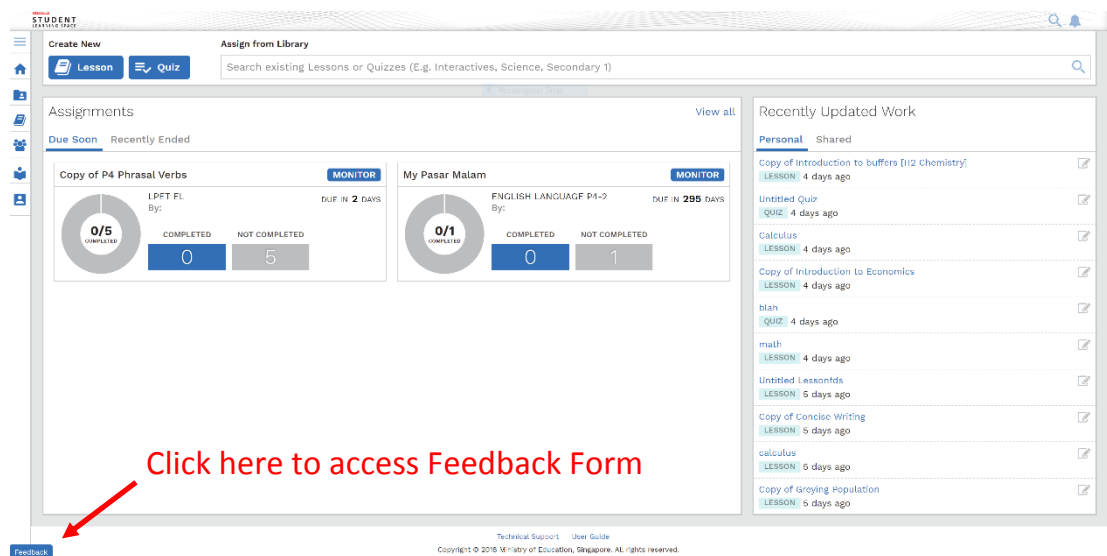 STUDENT
LEARNING SPACE
Create New
Assign from Library
Lesson
Quiz
Search existing Lessons or Quizzes (E.g. Interactives, Science, Secondary 1)
Rectangular Snip
Assignments
View all
Due Soon Recently Ended
Copy of P4 Phrasal Verbs
MONITOR
LPET EL
By:
DUE IN 2 DAYS
0/5
COMPLETED
COMPLETED
NOT COMPLETED
0
5
My Pasar Malam
MONITOR
ENGLISH LANGUAGE P4-2
By:
DUE IN 295 DAYS
0/1
COMPLETED
COMPLETED
NOT COMPLETED
0
1
Recently Updated Work
Personal Shared
Copy of Introduction to buffers [H2 Chemistry]
LESSON 4 days ago
Untitled Quiz
QUIZ 4 days ago
Calculus
LESSON 4 days ago
Copy of Introduction to Economics
LESSON 4 days ago
blah
QUIZ 4 days ago
math
LESSON 4 days ago
Untitled Lessonfds
LESSON 5 days ago
Copy of Concise Writing
LESSON 5 days ago
calculus
LESSON 5 days ago
Copy of Greying Population
LESSON 5 days ago
Click here to access Feedback Form
Technical Support User Guide
Feedback
Copyright © 2018 Ministry of Education, Singapore. All rights reserved.